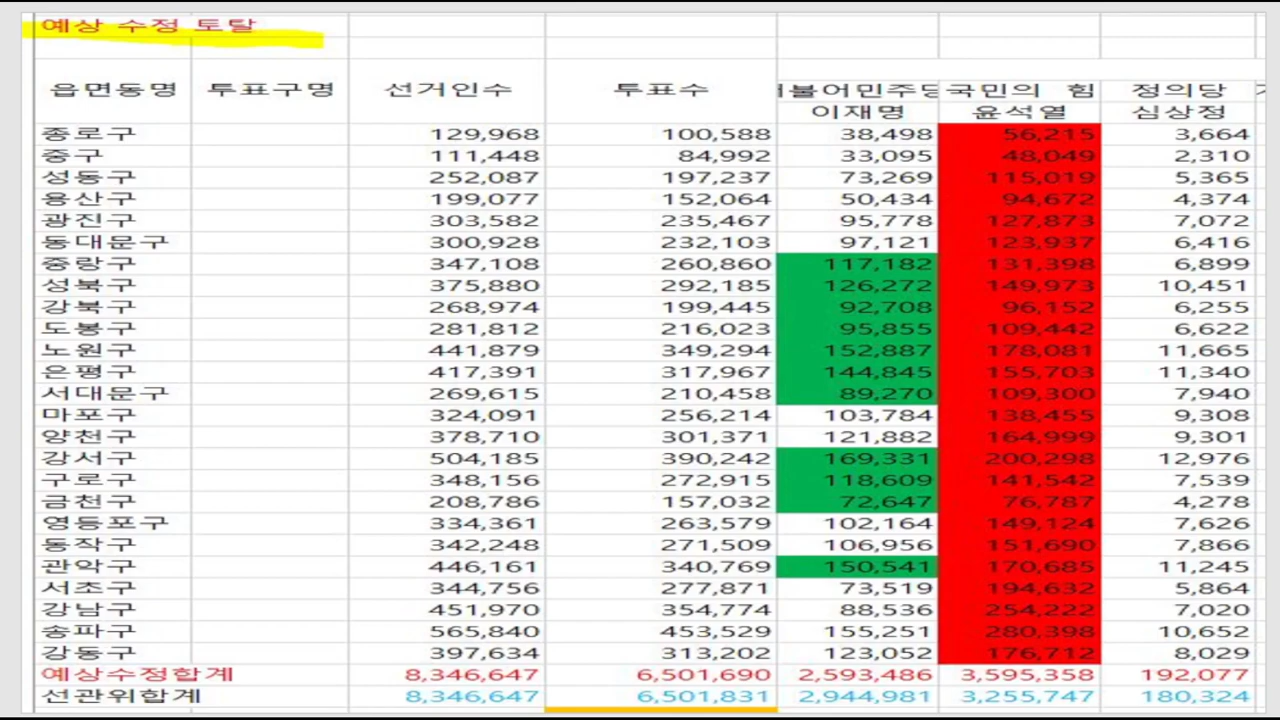 예상 수정 토탈
읍면동명 투표구명 선거인수 투표수 불어민주당 국민의 힘 정의당
이재명 윤석열 심상정
종로구 129,968 100,588 38,498 56,215 3,664
중구 111,448 84,992 33,095 48,049 2,310
성동구 252,087 197,237 73,269 115,019 5,365
용산구 199,077 152,064 50,434 94,672 4,374
광진구 303,582 235,467 95,778 127,873 7,072
동대문구 300,928 232,103 97,121 123,937 6,416
중랑구 347,108 260,860 117,182 131,398 6,899
성북구 375,880 292,185 126,272 149,973 10,451
강북구 268,974 199,445 92,708 96,152 6,255
도봉구 281,812 216,023 95,855 109,442 6,622
노원구 441,879 349,294 152,887 178,081 11,665
은평구 417,391 317,967 144,845 155,703 11,340
서대문구 269,615 210,458 89,270 109,300 7,940
마포구 324,091 256,214 103,784 138,455 9,308
양천구 378,710 301,371 121,882 164,999 9,301
강서구 504,185 390,242 169,331 200,298 12,976
구로구 348,156 272,915 118,609 141,542 7,539
금천구 208,786 157,032 72,647 76,787 4,278
영등포구 334,361 263,579 102,164 149,124 7,626
동작구 342,248 271,509 106,956 151,690 7,866
관악구 446,161 340,769 150,541 170,685 11,245
서초구 344,756 277,871 73,519 194,632 5,864
강남구 451,970 354,774 88,536 254,222 7,020
송파구 565,840 453,529 155,251 280,398 10,652
강동구 397,634 313,202 123,052 176,712 8,029
예상수정합계 8,346,647 6,501,690 2,593,486 3,595,358 192,077
선관위합계 8,346,647 6,501,831 2,944,981 3,255,747 180,324